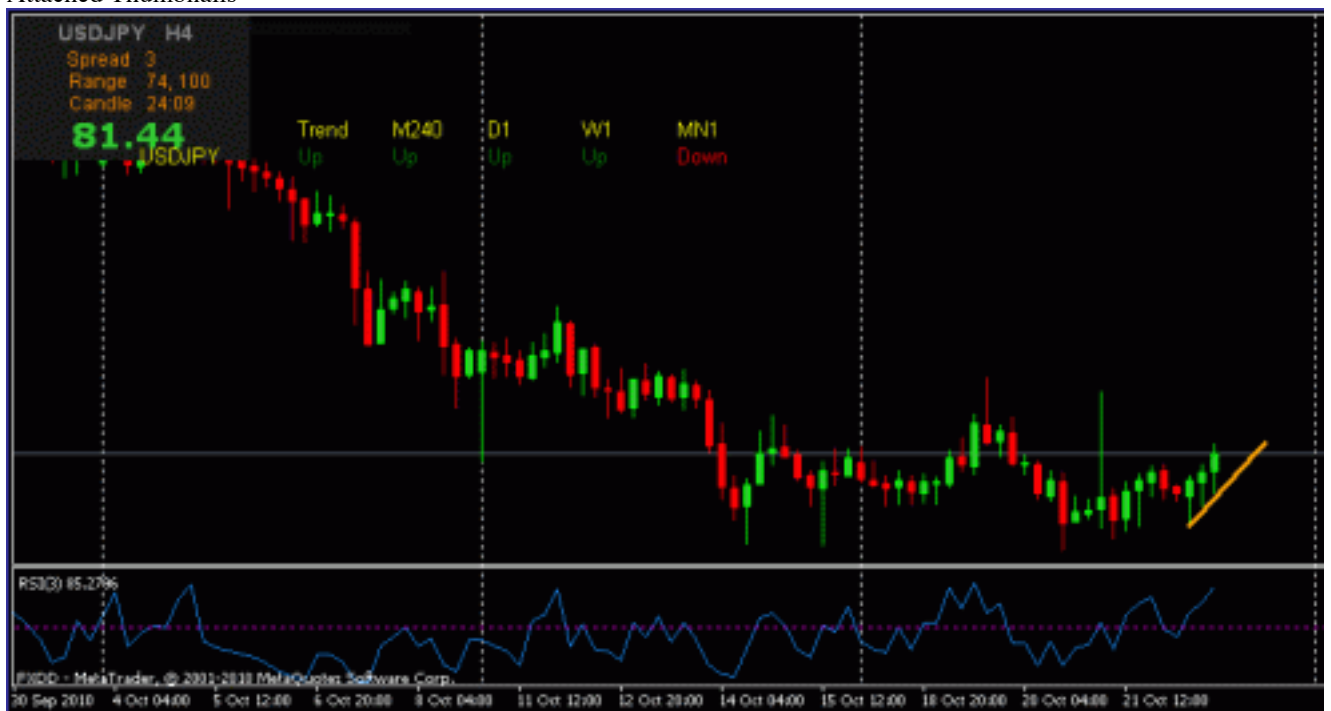 USDJPY H4
Spread 3
Range 74, 100
Candle 24:09
81.44
Trend M240 D1 W1 MN1
USDJPY Up Up Up Up Down
RSI(3) 85.2796
FXDD - MetaTrader, © 2001-2010 MetaQuotes Software Corp.
30 Sep 2010 4 Oct 04:00 5 Oct 12:00 6 Oct 20:00 8 Oct 04:00 11 Oct 12:00 12 Oct 20:00 14 Oct 04:00 15 Oct 12:00 18 Oct 20:00 20 Oct 04:00 21 Oct 12:00